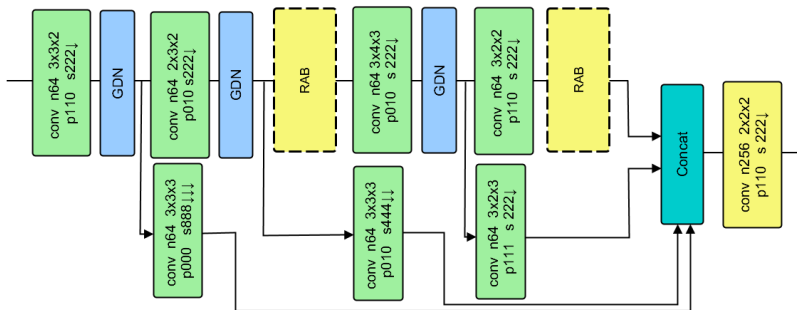 conv n64 3x3x2
p110 s222↓
GDN
conv n64 2x3x2
p010 s222↓
GDN
RAB
conv n64 3x4x3
p010 s 222↓
GDN
conv n64 3x2x2
p110 s 222↓
RAB
Concat
conv n256 2x2x2
p110 s 222↓
conv n64 3x3x3
p000 s888↓↓↓
conv n64 3x3x3
p010 s444↓↓
conv n64 3x2x3
p111 s 222↓